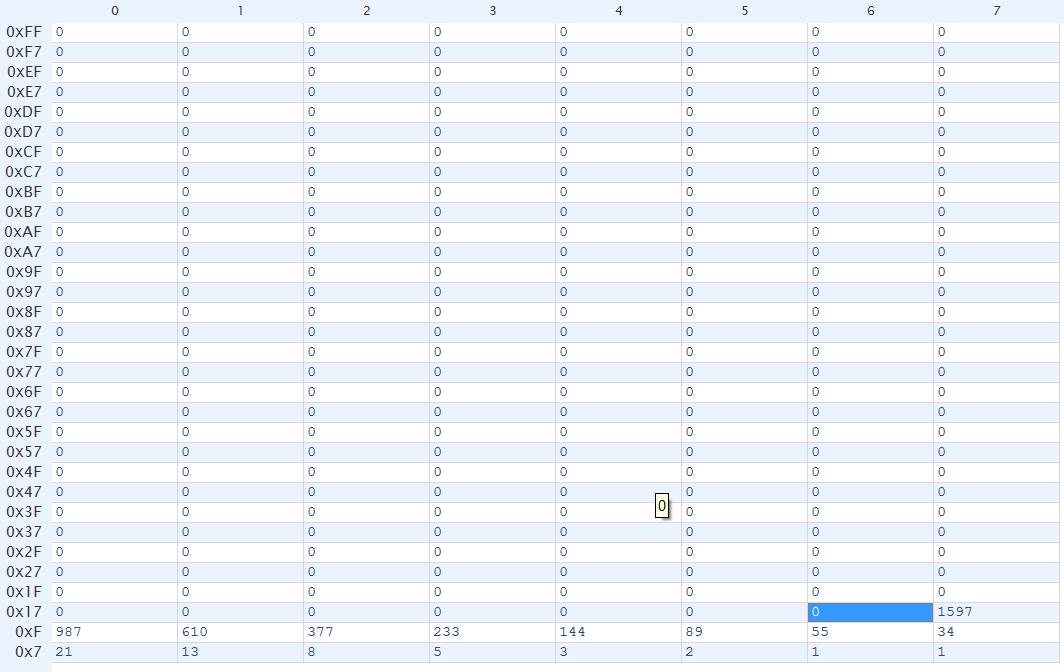 0 1 2 3 4 5 6 7
0xFF 0 0 0 0 0 0 0 0
0xF7 0 0 0 0 0 0 0 0
0xEF 0 0 0 0 0 0 0 0
0xE7 0 0 0 0 0 0 0 0
0xDF 0 0 0 0 0 0 0 0
0xD7 0 0 0 0 0 0 0 0
0xCF 0 0 0 0 0 0 0 0
0xC7 0 0 0 0 0 0 0 0
0xBF 0 0 0 0 0 0 0 0
0xB7 0 0 0 0 0 0 0 0
0xAF 0 0 0 0 0 0 0 0
0xA7 0 0 0 0 0 0 0 0
0x9F 0 0 0 0 0 0 0 0
0x97 0 0 0 0 0 0 0 0
0x8F 0 0 0 0 0 0 0 0
0x87 0 0 0 0 0 0 0 0
0x7F 0 0 0 0 0 0 0 0
0x77 0 0 0 0 0 0 0 0
0x6F 0 0 0 0 0 0 0 0
0x67 0 0 0 0 0 0 0 0
0x5F 0 0 0 0 0 0 0 0
0x57 0 0 0 0 0 0 0 0
0x4F 0 0 0 0 0 0 0 0
0x47 0 0 0 0 0 0 0 0
0x3F 0 0 0 0 0 0 0 0 0
0x37 0 0 0 0 0 0 0 0
0x2F 0 0 0 0 0 0 0 0
0x27 0 0 0 0 0 0 0 0
0x1F 0 0 0 0 0 0 0 0
0x17 0 0 0 0 0 0 0 1597
0xF 987 610 377 233 144 89 55 34
0x7 21 13 8 5 3 2 1 1